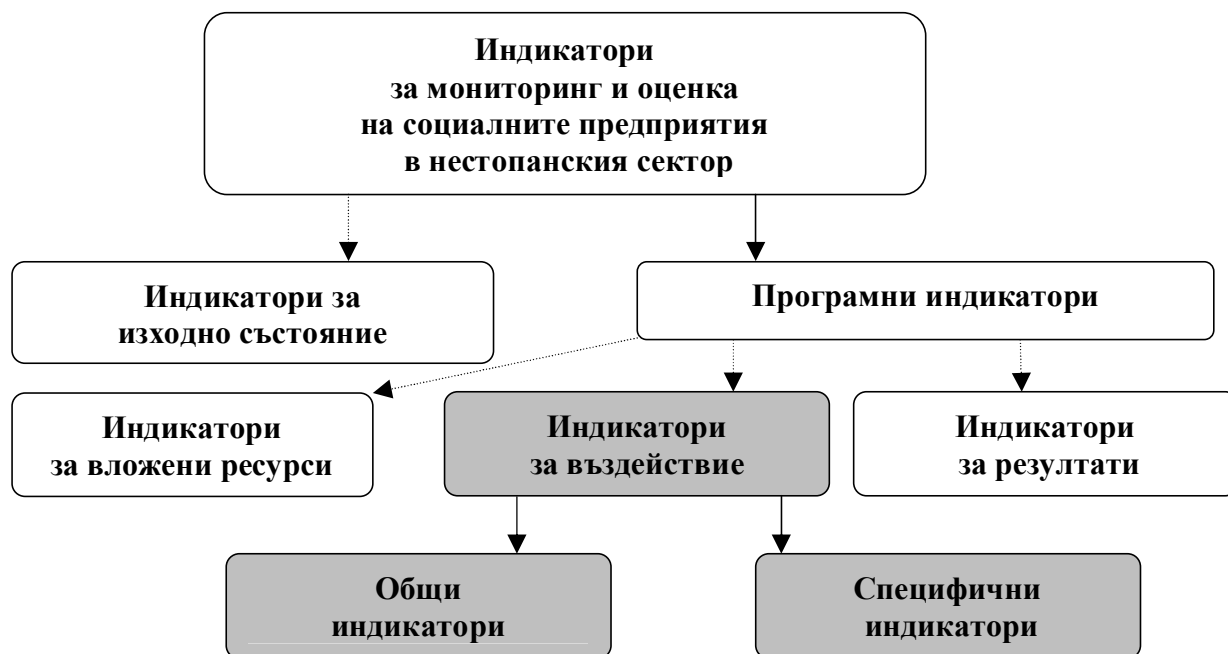 Индикатори
за мониторинг и оценка
на социалните предприятия
в нестопанския сектор
Индикатори за
изходно състояние
Програмни индикатори
Индикатори
за вложени ресурси
Индикатори
за въздействие
Индикатори
за резултати
Общи
индикатори
Специфични
индикатори